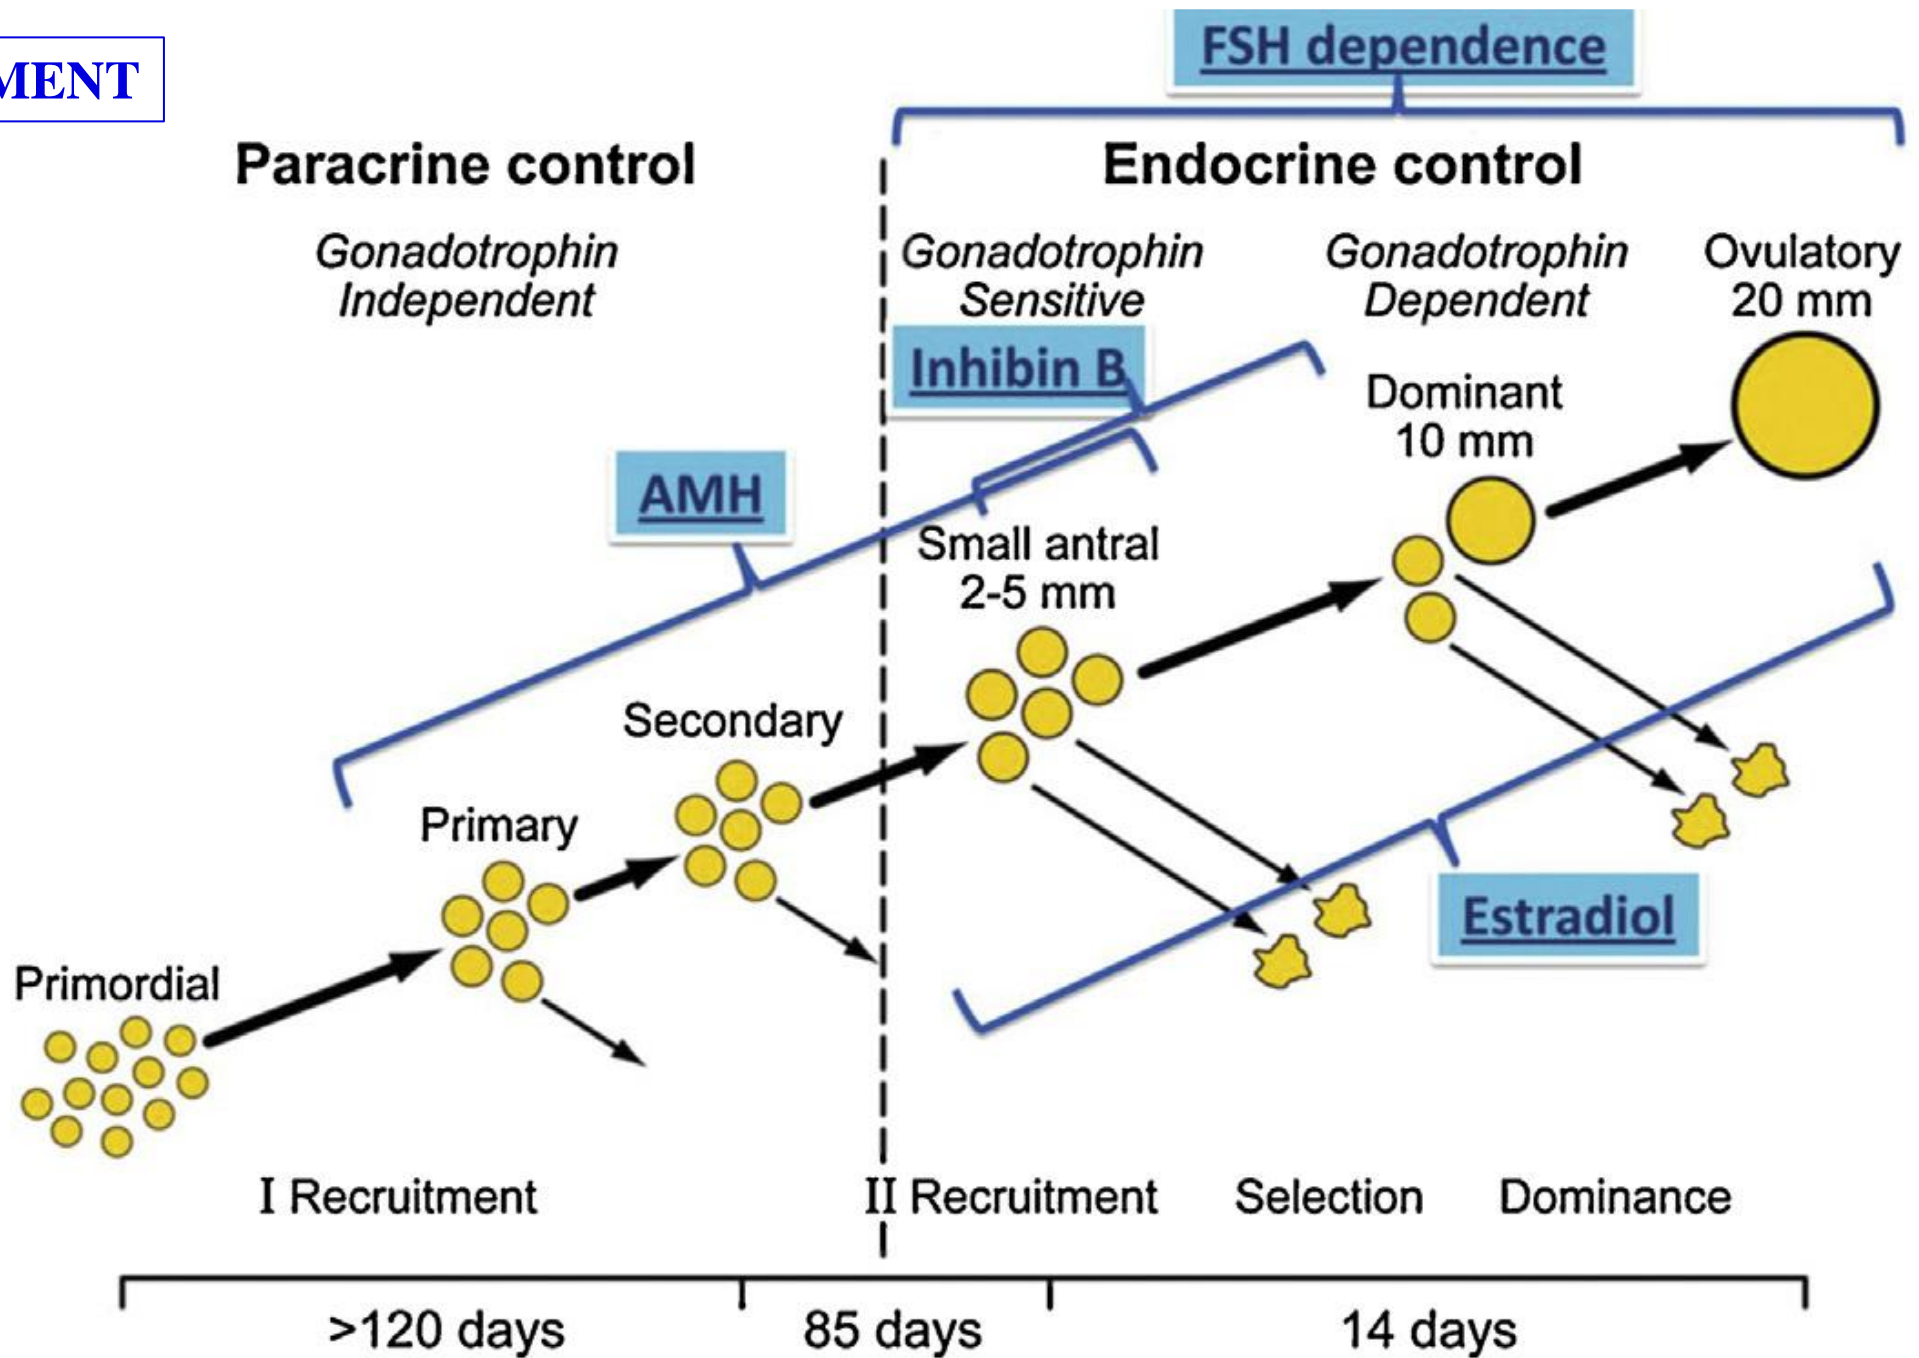 FSH dependence
MENT
Paracrine control
Endocrine control
Gonadotrophin
Independent
Gonadotrophin
Sensitive
Gonadotrophin
Dependent
Ovulatory
20 mm
Inhibin B
Dominant
10 mm
AMH
Small antral
2-5 mm
Secondary
Primary
Estradiol
Primordial
I Recruitment
II Recruitment
Selection
Dominance
>120 days
85 days
14 days